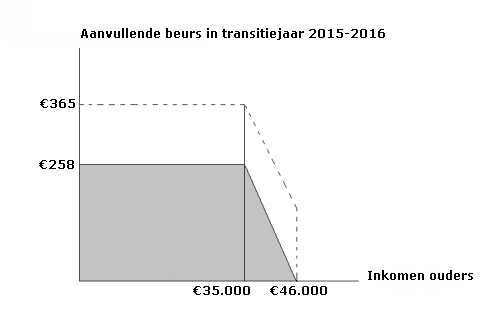 Aanvullende beurs in transitiejaar 2015-2016
€365
€258
Inkomen ouders
€35.000 €46.000